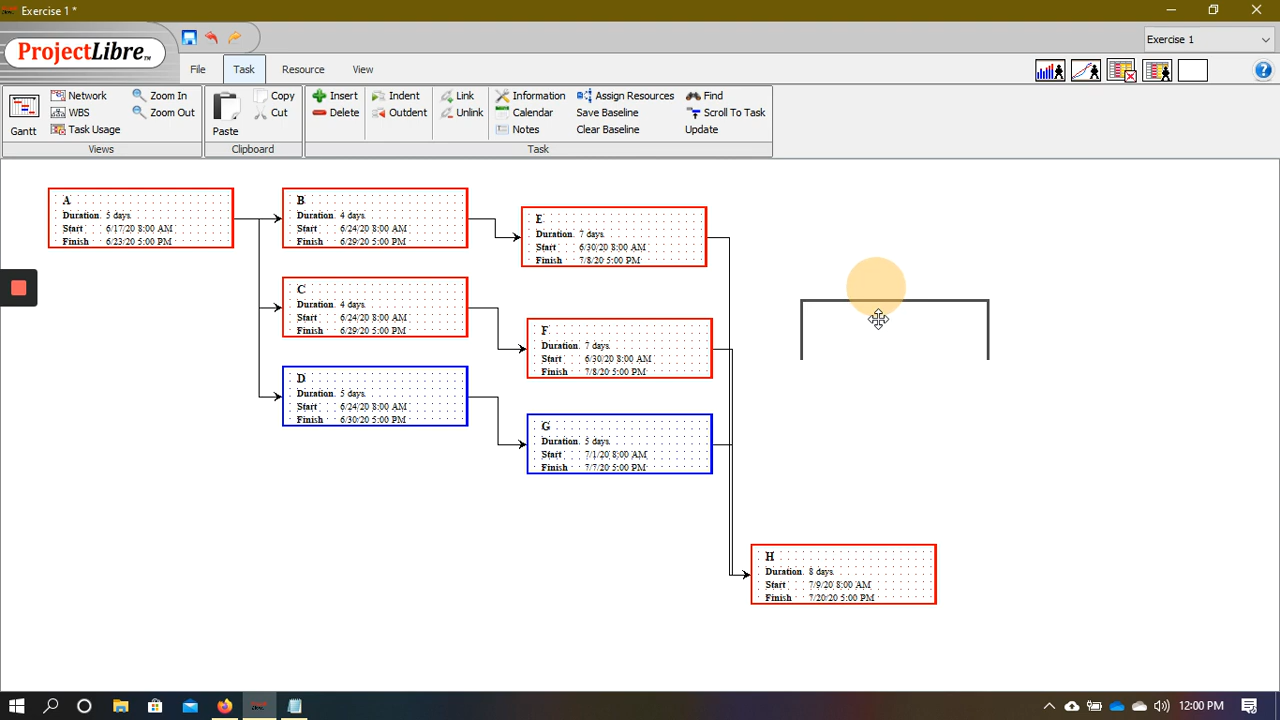 Exercise 1 *
ProjectLibre™
Exercise 1
File
Task
Resource
View
Gantt
Network
WBS
Task Usage
Zoom In
Zoom Out
Views
Paste
Copy
Cut
Clipboard
Insert
Delete
Indent
Outdent
Link
Unlink
Information
Calendar
Notes
Assign Resources
Save Baseline
Clear Baseline
Find
Scroll To Task
Update
Task
A
Duration. 5 days.
Start 6/17/20 8:00 AM
Finish 6/23/20 5:00 PM
B
Duration. 4 days.
Start 6/24/20 8:00 AM
Finish 6/29/20 5:00 PM
E
Duration. 7 days.
Start 6/30/20 8:00 AM
Finish 7/8/20 5:00 PM
C
Duration. 4 days.
Start 6/24/20 8:00 AM
Finish 6/29/20 5:00 PM
F
Duration. 7 days.
Start 6/30/20 8:00 AM
Finish 7/8/20 5:00 PM
D
Duration. 5 days.
Start 6/24/20 8:00 AM
Finish 6/30/20 5:00 PM
G
Duration. 5 days.
Start 7/1/20 8:00 AM
Finish 7/7/20 5:00 PM
H
Duration. 8 days.
Start 7/9/20 8:00 AM
Finish 7/20/20 5:00 PM
12:00 PM